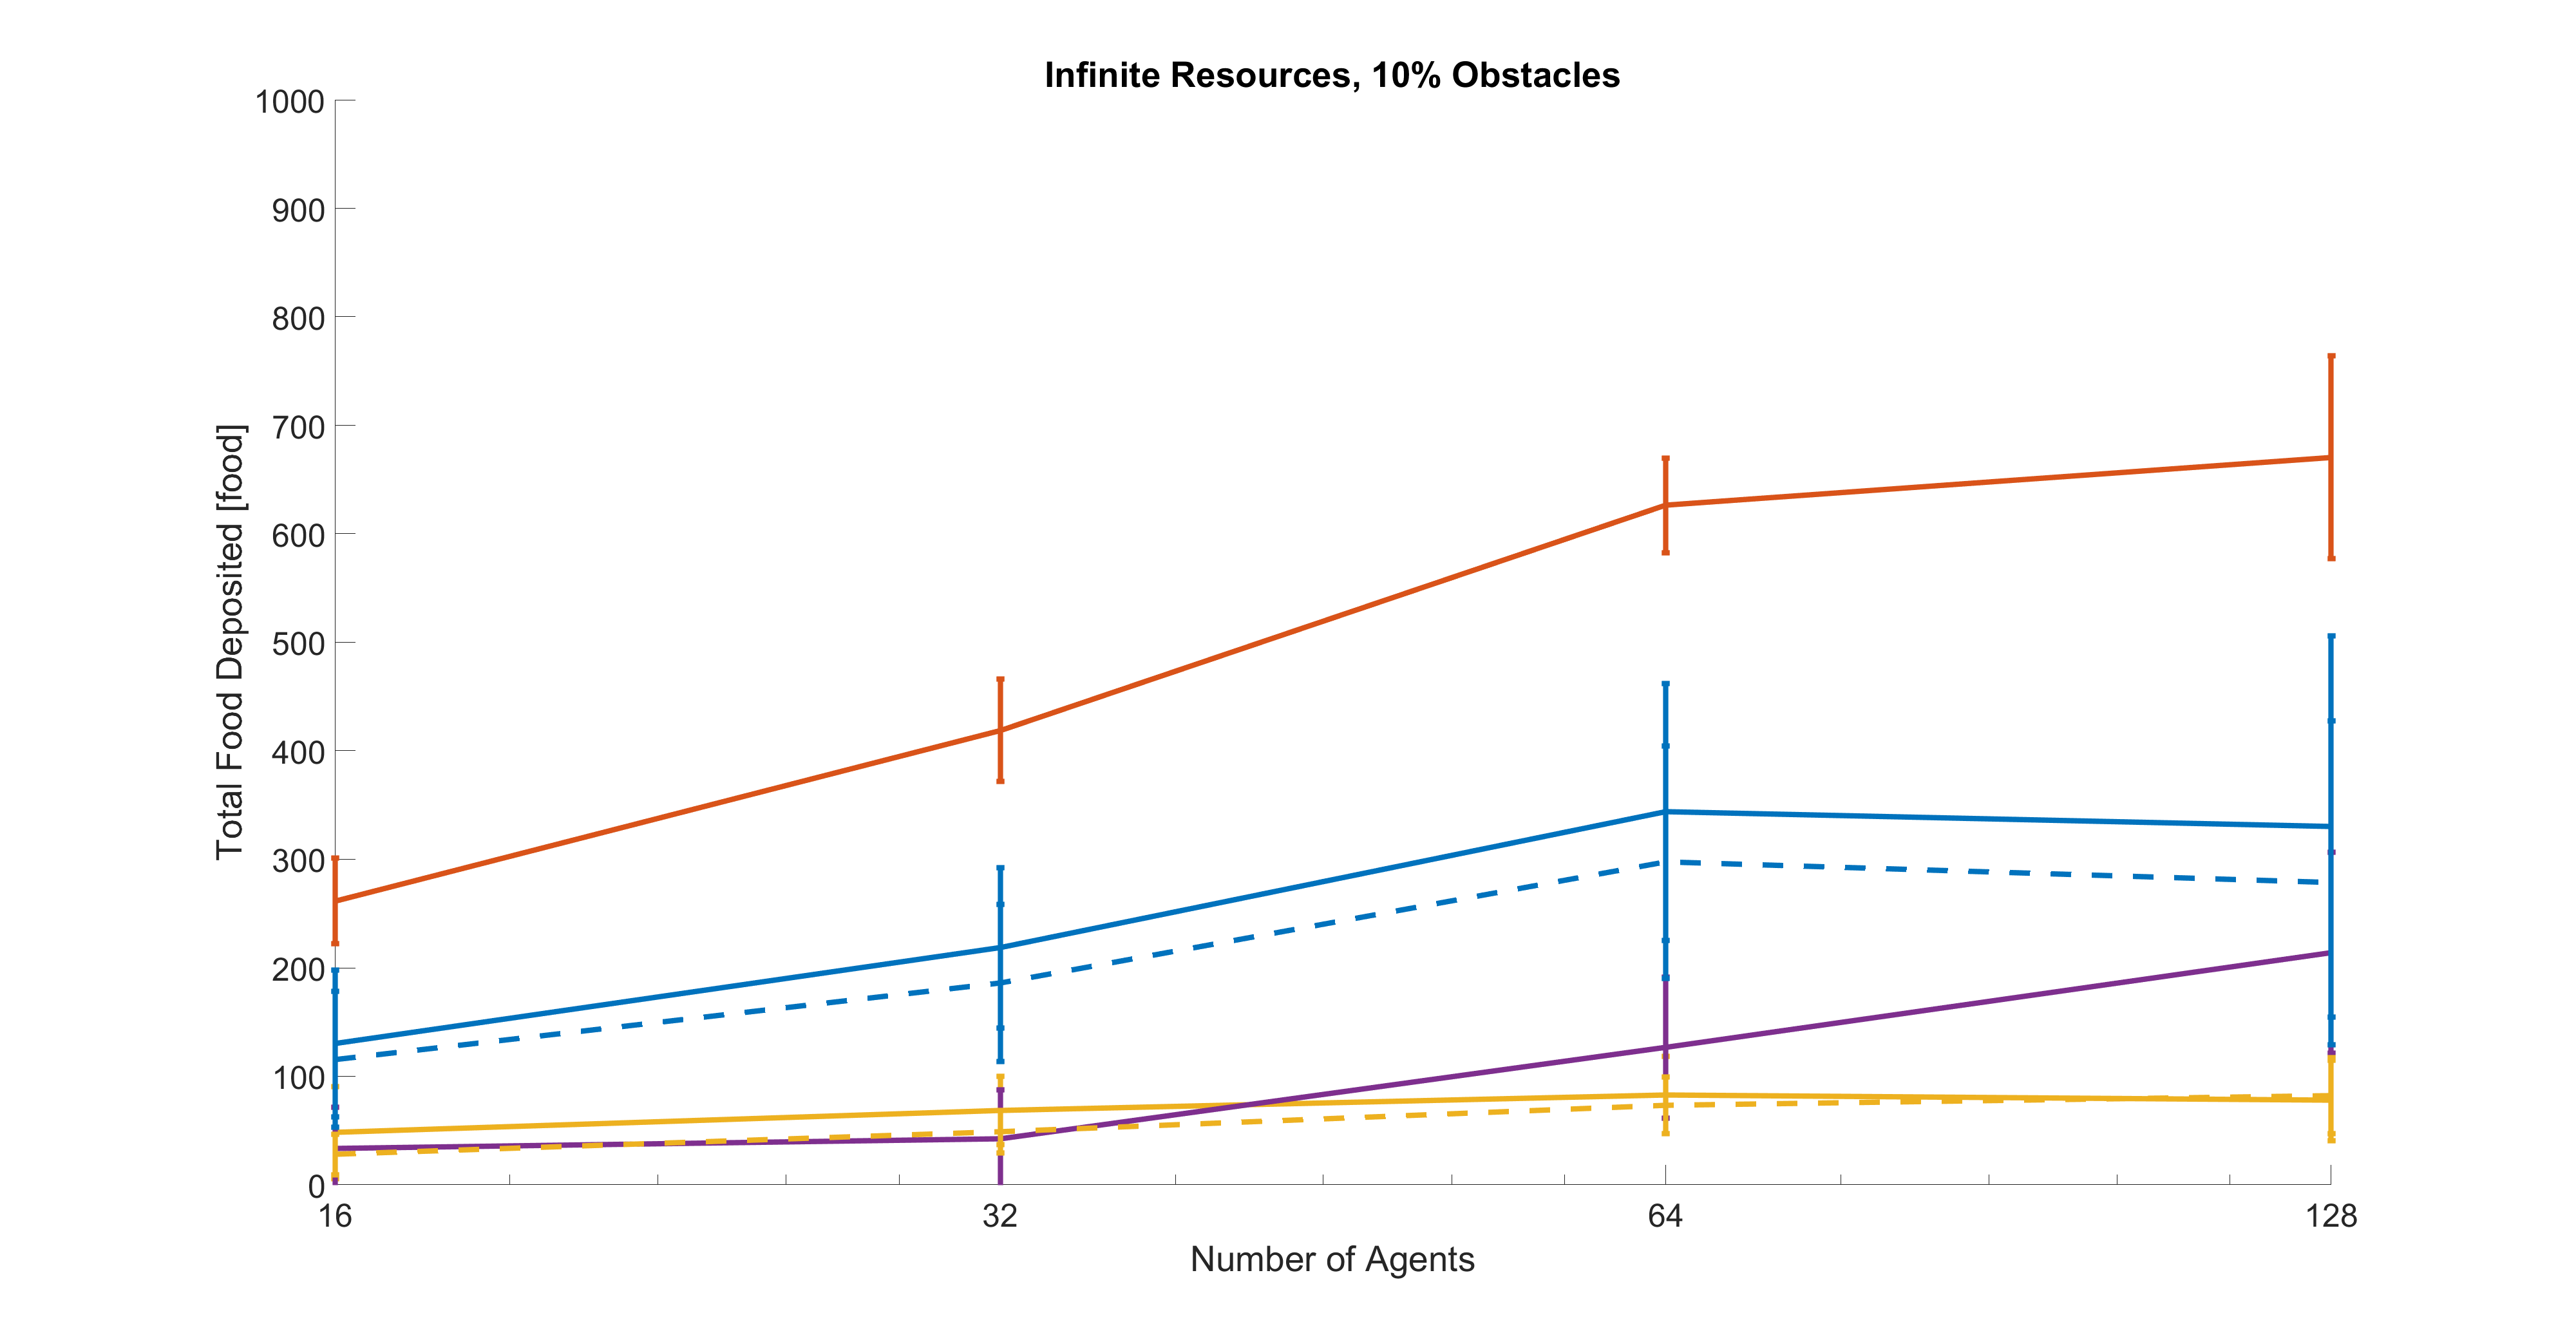 Infinite Resources, 10% Obstacles
1000
900
800
700
600
500
400
300
200
100
0
Total Food Deposited [food]
16 32 64 128
Number of Agents